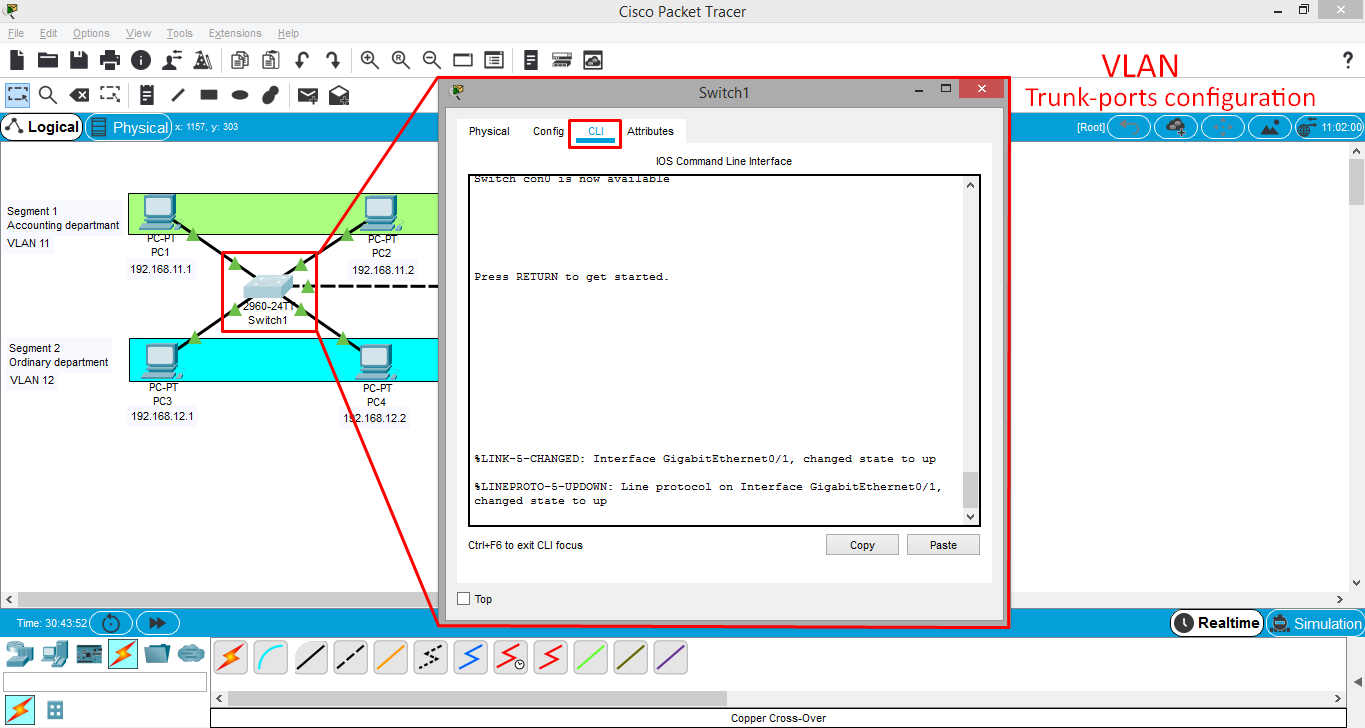 Cisco Packet Tracer
File Edit Options View Tools Extensions Help
VLAN
Trunk-ports configuration
Logical Physical x: 1157, y: 303
[Root] 11:02:00
Switch1
Physical Config CLI Attributes
IOS Command Line Interface
Switch con0 is now available
Press RETURN to get started.
%LINK-5-CHANGED: Interface GigabitEthernet0/1, changed state to up
%LINEPROTO-5-UPDOWN: Line protocol on Interface GigabitEthernet0/1,
changed state to up
Ctrl+F6 to exit CLI focus
Copy Paste
Top
Segment 1
Accounting departmant
VLAN 11
PC-PT
PC1
192.168.11.1
PC-PT
PC2
192.168.11.2
2960-24TT
Switch1
Segment 2
Ordinary department
VLAN 12
PC-PT
PC3
192.168.12.1
PC-PT
PC4
192.168.12.2
Time: 30:43:52
Realtime Simulation
Copper Cross-Over